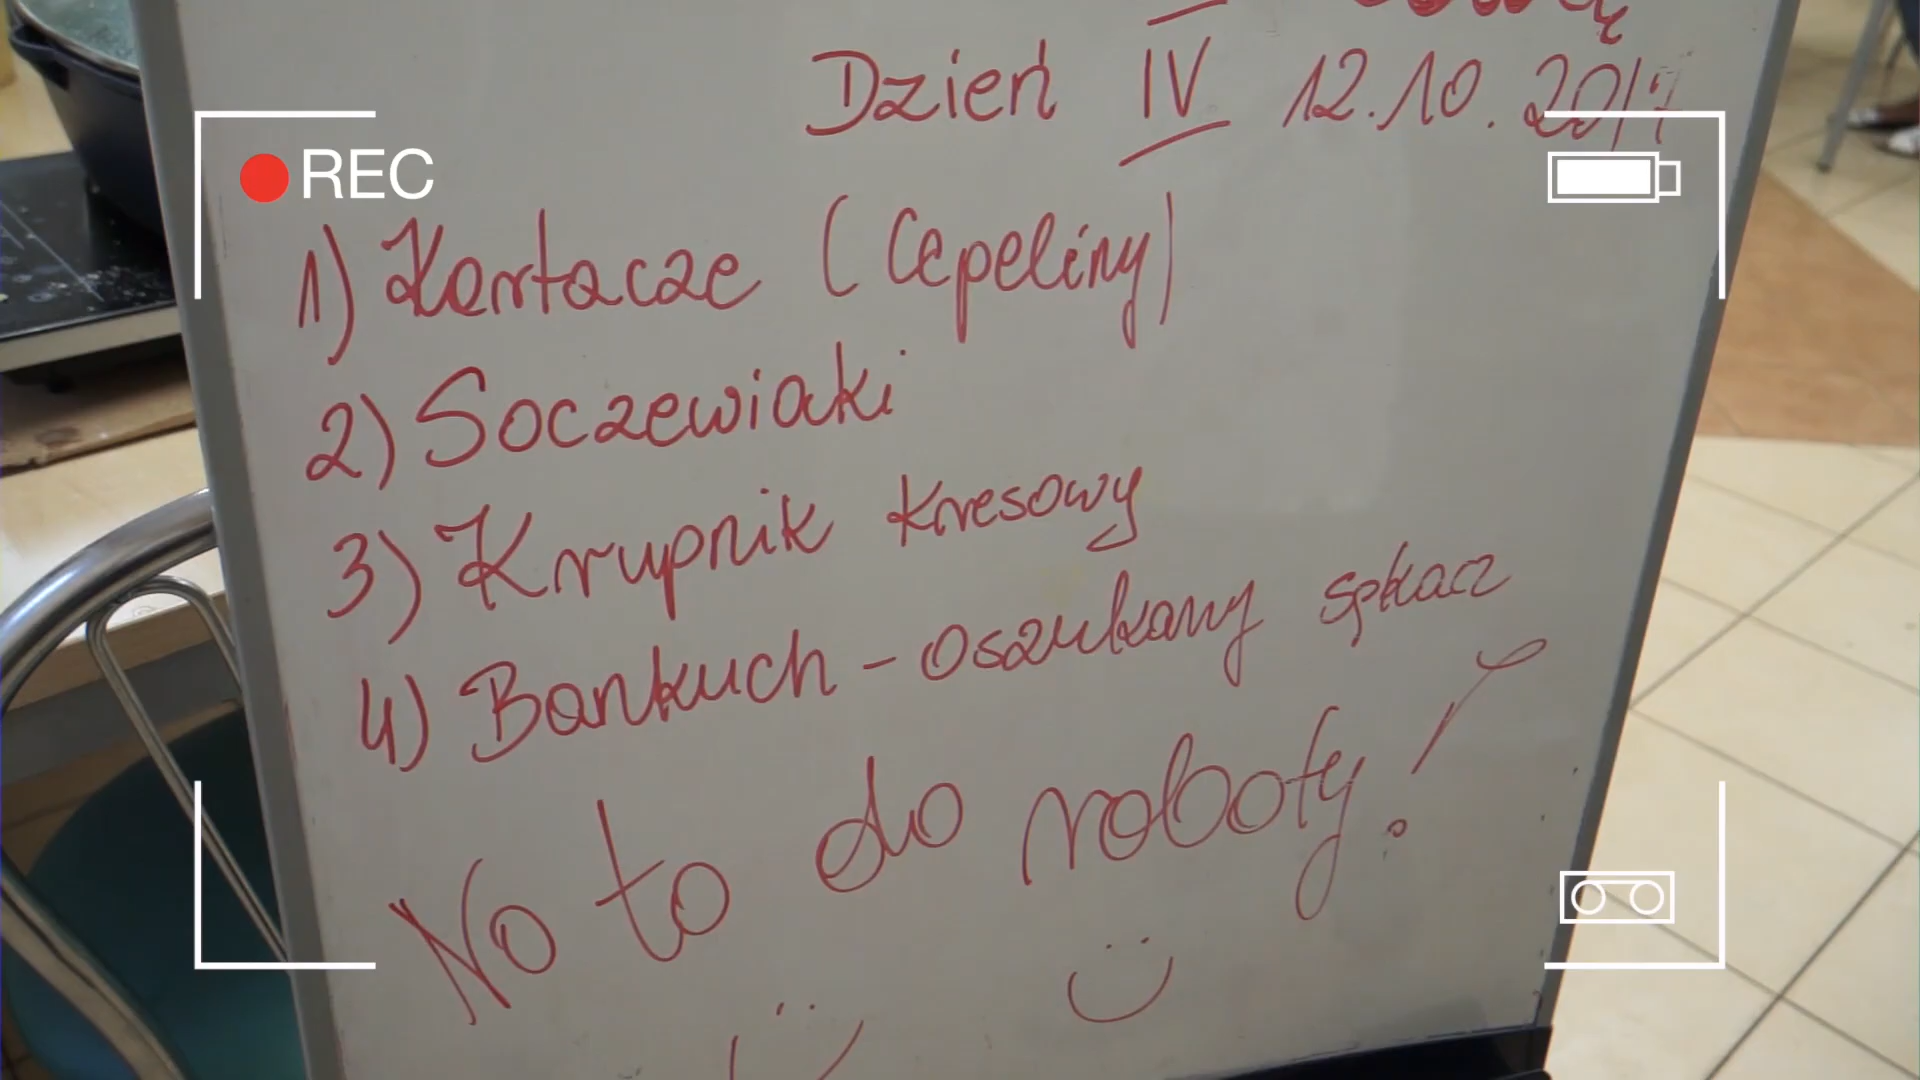 Dzień IV 12.10.2017
REC
1) Kartacze (Cepeliny)
2) Soczewiaki
3) Krupnik kresowy
4) Bankuch - oszukany sękacz
No to do roboty!